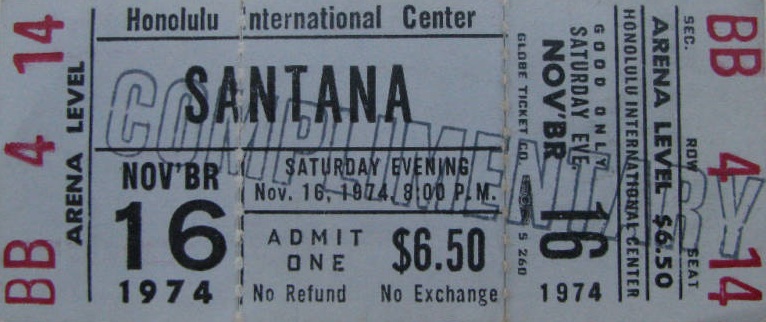 BB 4 14
ARENA LEVEL
Honolulu International Center
SANTANA
COMPLIMENTARY
NOV'BR
16
1974
SATURDAY EVENING
Nov. 16, 1974, 8:00 P.M.
ADMIT
ONE
$6.50
No Refund No Exchange
GLOBE TICKET CO. S 260
NOV'BR 16
1974
SATURDAY EVE.
GOOD ONLY
HONOLULU INTERNATIONAL CENTER
ARENA LEVEL $6.50
SEC. ROW SEAT
BB 4 14